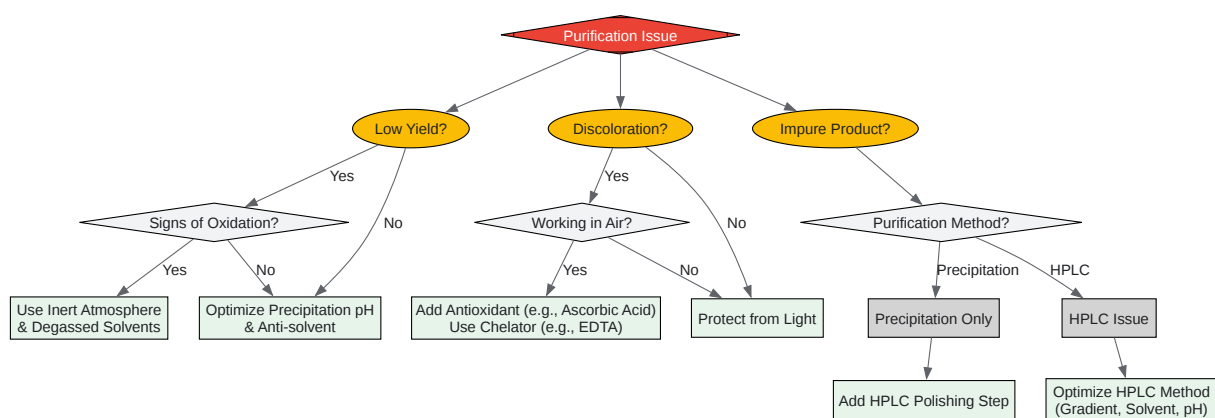 Purification Issue
Low Yield?
Discoloration?
Impure Product?
Yes
Yes
Signs of Oxidation?
No
Working in Air?
No
Purification Method?
Yes
No
Yes
No
Precipitation
HPLC
Use Inert Atmosphere
& Degassed Solvents
Optimize Precipitation pH
& Anti-solvent
Add Antioxidant (e.g., Ascorbic Acid)
Use Chelator (e.g., EDTA)
Protect from Light
Precipitation Only
HPLC Issue
Add HPLC Polishing Step
Optimize HPLC Method
(Gradient, Solvent, pH)